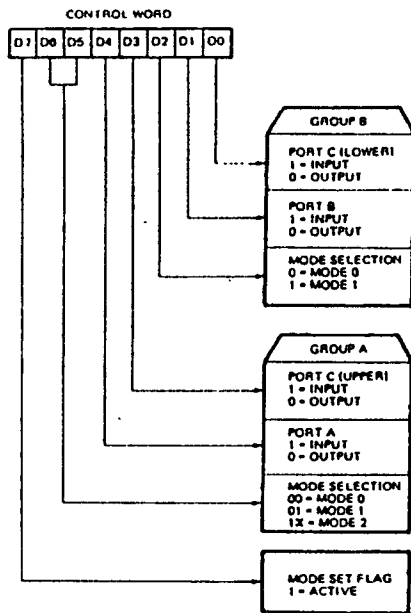 CONTROL WORD
D7 D6 D5 D4 D3 D2 D1 D0
GROUP B
PORT C (LOWER)
1 = INPUT
0 = OUTPUT
PORT B
1 = INPUT
0 = OUTPUT
MODE SELECTION
0 = MODE 0
1 = MODE 1
GROUP A
PORT C (UPPER)
1 = INPUT
0 = OUTPUT
PORT A
1 = INPUT
0 = OUTPUT
MODE SELECTION
00 = MODE 0
01 = MODE 1
1X = MODE 2
MODE SET FLAG
1 = ACTIVE